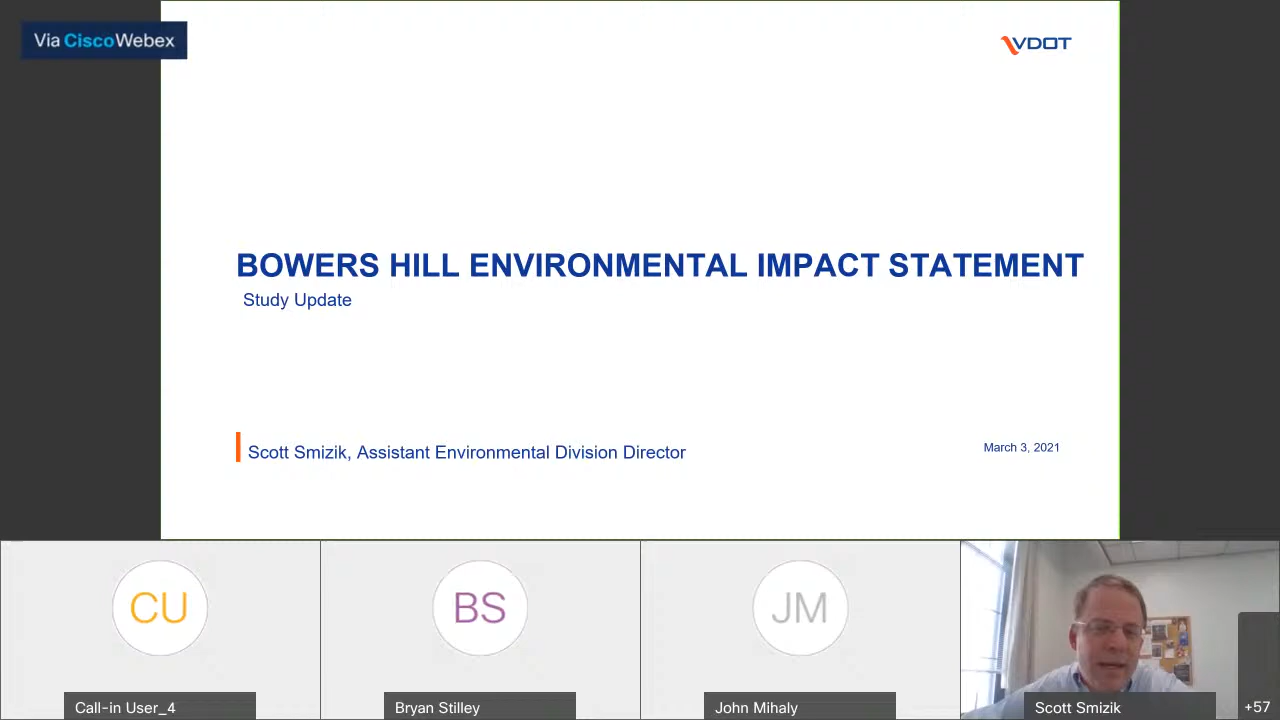 Via CiscoWebex
VDOT
BOWERS HILL ENVIRONMENTAL IMPACT STATEMENT
Study Update
Scott Smizik, Assistant Environmental Division Director
March 3, 2021
CU
BS
JM
Call-in User_4
Bryan Stilley
John Mihaly
Scott Smizik
+57